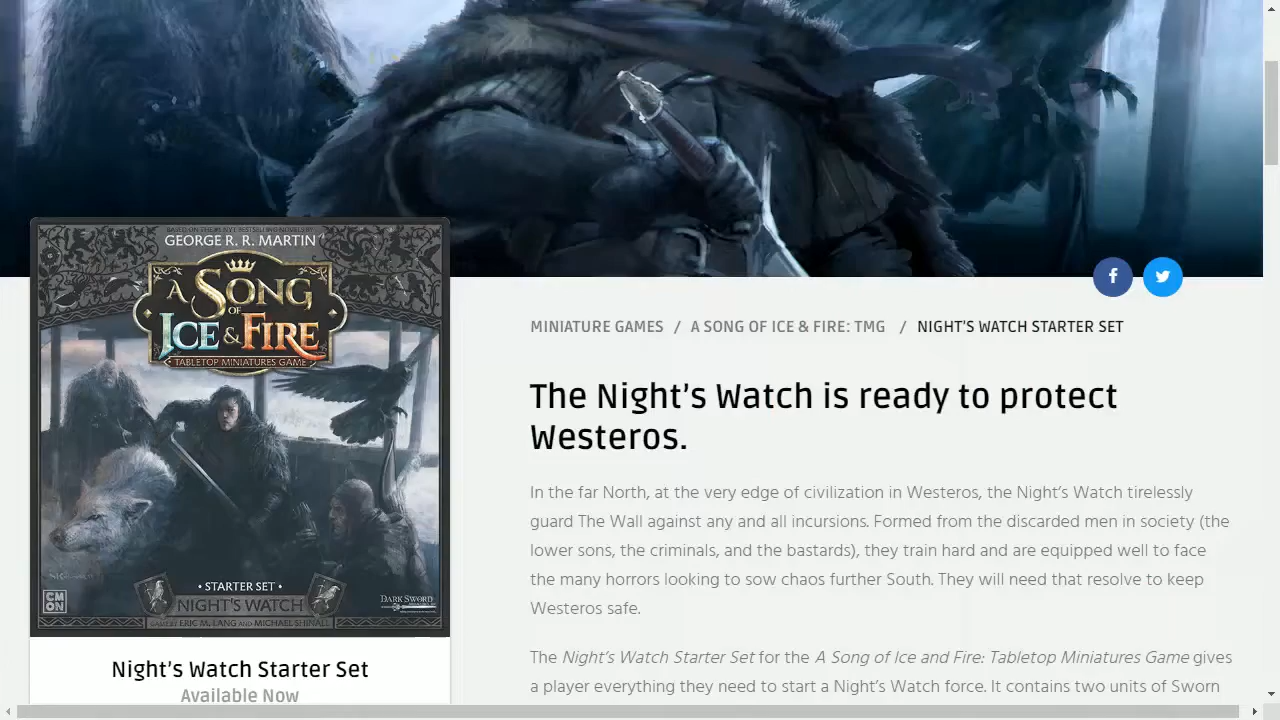 GEORGE R. R. MARTIN
A SONG
OF
ICE & FIRE
TABLETOP MINIATURES GAME
• STARTER SET •
NIGHT'S WATCH
CMON
DARK SWORD
GAME BY ERIC M. LANG AND MICHAEL SHINALL
Night's Watch Starter Set
Available Now
f
MINIATURE GAMES / A SONG OF ICE & FIRE: TMG / NIGHT'S WATCH STARTER SET
The Night's Watch is ready to protect
Westeros.
In the far North, at the very edge of civilization in Westeros, the Night's Watch tirelessly
guard The Wall against any and all incursions. Formed from the discarded men in society (the
lower sons, the criminals, and the bastards), they train hard and are equipped well to face
the many horrors looking to sow chaos further South. They will need that resolve to keep
Westeros safe.
The Night's Watch Starter Set for the A Song of Ice and Fire: Tabletop Miniatures Game gives
a player everything they need to start a Night's Watch force. It contains two units of Sworn